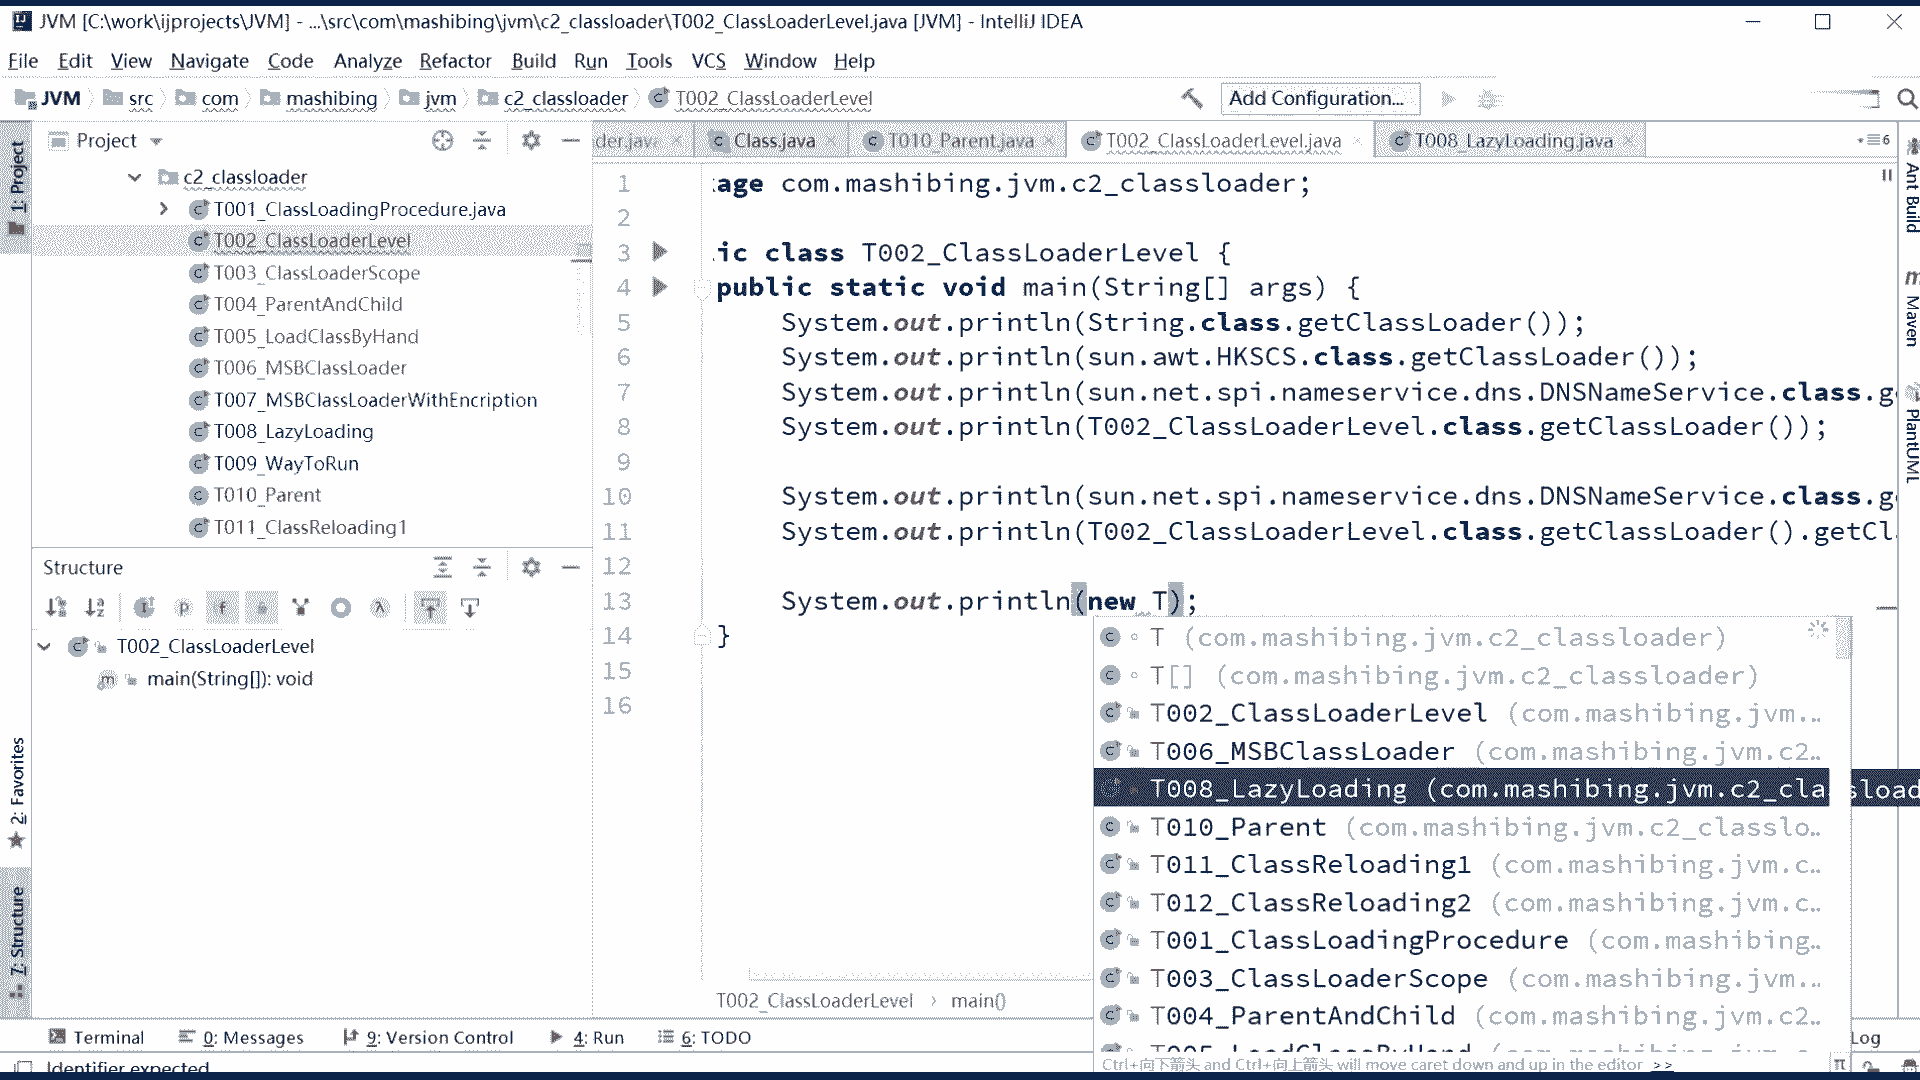 JVM [C:\work\ijprojects\JVM] - ...\src\com\mashibing\jvm\c2_classloader\T002_ClassLoaderLevel.java [JVM] - IntelliJ IDEA
File Edit View Navigate Code Analyze Refactor Build Run Tools VCS Window Help
JVM src com mashibing jvm c2_classloader T002_ClassLoaderLevel Add Configuration...
1: Project
Project
c2_classloader
T001_ClassLoadingProcedure.java
T002_ClassLoaderLevel
T003_ClassLoaderScope
T004_ParentAndChild
T005_LoadClassByHand
T006_MSBClassLoader
T007_MSBClassLoaderWithEncription
T008_LazyLoading
T009_WayToRun
T010_Parent
T011_ClassReloading1
Structure
T002_ClassLoaderLevel
main(String[]): void
2: Favorites
7: Structure
der.java Class.java T010_Parent.java T002_ClassLoaderLevel.java T008_LazyLoading.java 6
1 age com.mashibing.jvm.c2_classloader;
2
3 ic class T002_ClassLoaderLevel {
4 public static void main(String[] args) {
5 System.out.println(String.class.getClassLoader());
6 System.out.println(sun.awt.HKSCS.class.getClassLoader());
7 System.out.println(sun.net.spi.nameservice.dns.DNSNameService.class.g
8 System.out.println(T002_ClassLoaderLevel.class.getClassLoader());
9
10 System.out.println(sun.net.spi.nameservice.dns.DNSNameService.class.g
11 System.out.println(T002_ClassLoaderLevel.class.getClassLoader().getCl
12
13 System.out.println(new T);
14 }
15
16
T (com.mashibing.jvm.c2_classloader)
T[] (com.mashibing.jvm.c2_classloader)
T002_ClassLoaderLevel (com.mashibing.jvm...
T006_MSBClassLoader (com.mashibing.jvm.c2...
T008_LazyLoading (com.mashibing.jvm.c2_classload
T010_Parent (com.mashibing.jvm.c2_classlo...
T011_ClassReloading1 (com.mashibing.jvm.c...
T012_ClassReloading2 (com.mashibing.jvm.c...
T001_ClassLoadingProcedure (com.mashibing...
T003_ClassLoaderScope (com.mashibing.jvm...
T004_ParentAndChild (com.mashibing.jvm.c2...
T005_LoadClassByHand
Ctrl+向下箭头 and Ctrl+向上箭头 will move caret down and up in the editor >>
T002_ClassLoaderLevel › main()
Ant Build
Maven
PlantUML
Terminal 0: Messages 9: Version Control 4: Run 6: TODO Log
Identifier expected